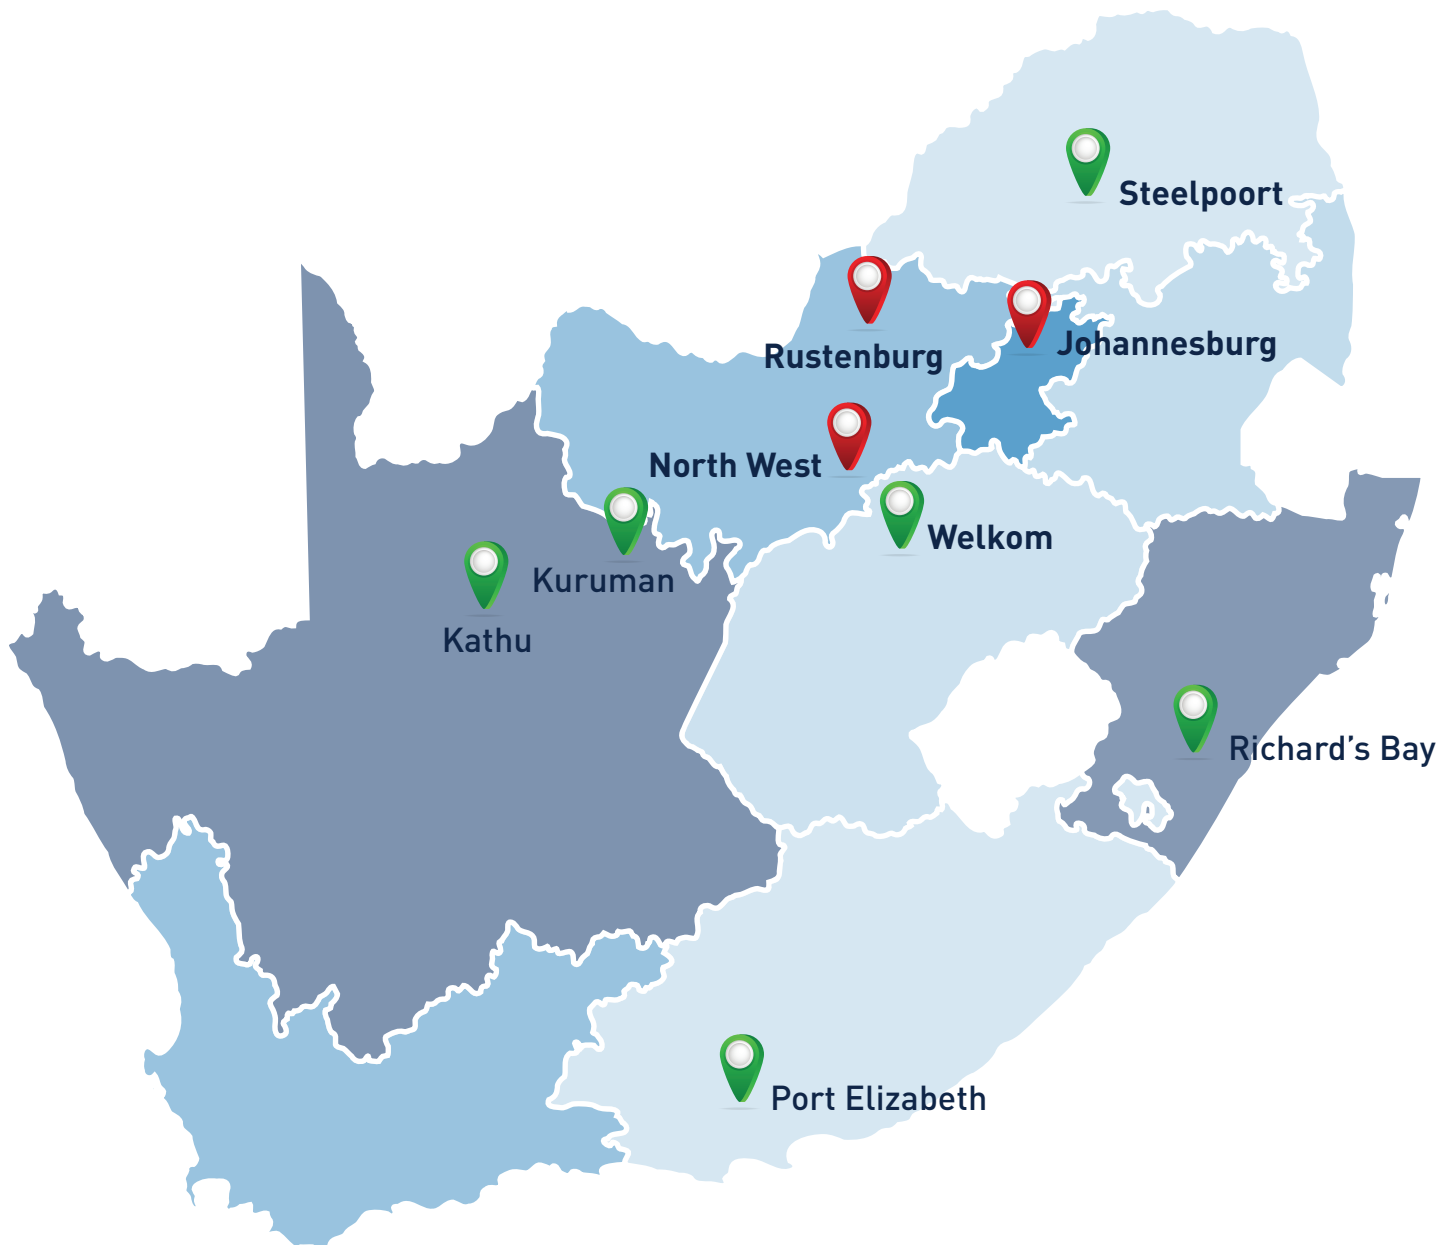 Steelpoort
Rustenburg
Johannesburg
North West
Welkom
Kuruman
Kathu
Richard’s Bay
Port Elizabeth